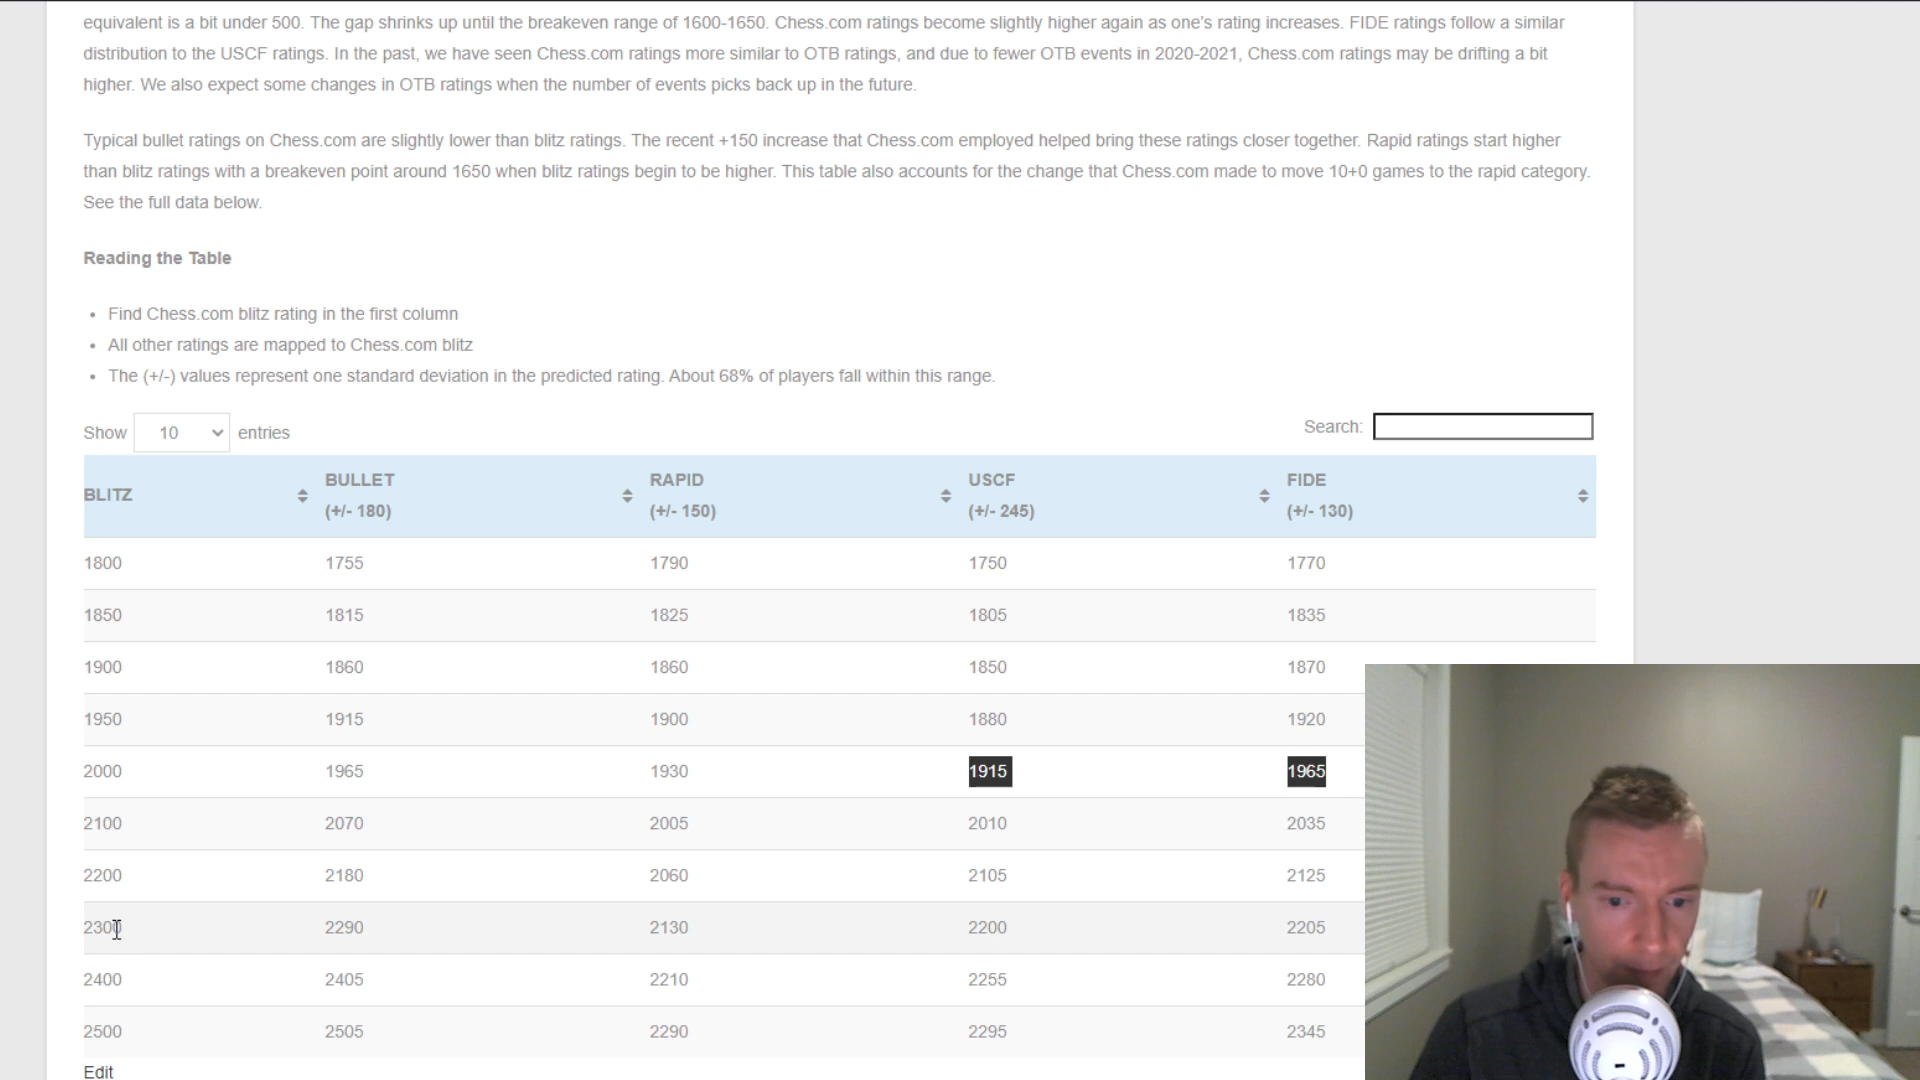 equivalent is a bit under 500. The gap shrinks up until the breakeven range of 1600-1650. Chess.com ratings become slightly higher again as one's rating increases. FIDE ratings follow a similar
distribution to the USCF ratings. In the past, we have seen Chess.com ratings more similar to OTB ratings, and due to fewer OTB events in 2020-2021, Chess.com ratings may be drifting a bit
higher. We also expect some changes in OTB ratings when the number of events picks back up in the future.
Typical bullet ratings on Chess.com are slightly lower than blitz ratings. The recent +150 increase that Chess.com employed helped bring these ratings closer together. Rapid ratings start higher
than blitz ratings with a breakeven point around 1650 when blitz ratings begin to be higher. This table also accounts for the change that Chess.com made to move 10+0 games to the rapid category.
See the full data below.
Reading the Table
• Find Chess.com blitz rating in the first column
• All other ratings are mapped to Chess.com blitz
• The (+/-) values represent one standard deviation in the predicted rating. About 68% of players fall within this range.
Show 10 entries Search:
BLITZ BULLET (+/- 180) RAPID (+/- 150) USCF (+/- 245) FIDE (+/- 130)
1800 1755 1790 1750 1770
1850 1815 1825 1805 1835
1900 1860 1860 1850 1870
1950 1915 1900 1880 1920
2000 1965 1930 1915 1965
2100 2070 2005 2010 2035
2200 2180 2060 2105 2125
2300 2290 2130 2200 2205
2400 2405 2210 2255 2280
2500 2505 2290 2295 2345
Edit